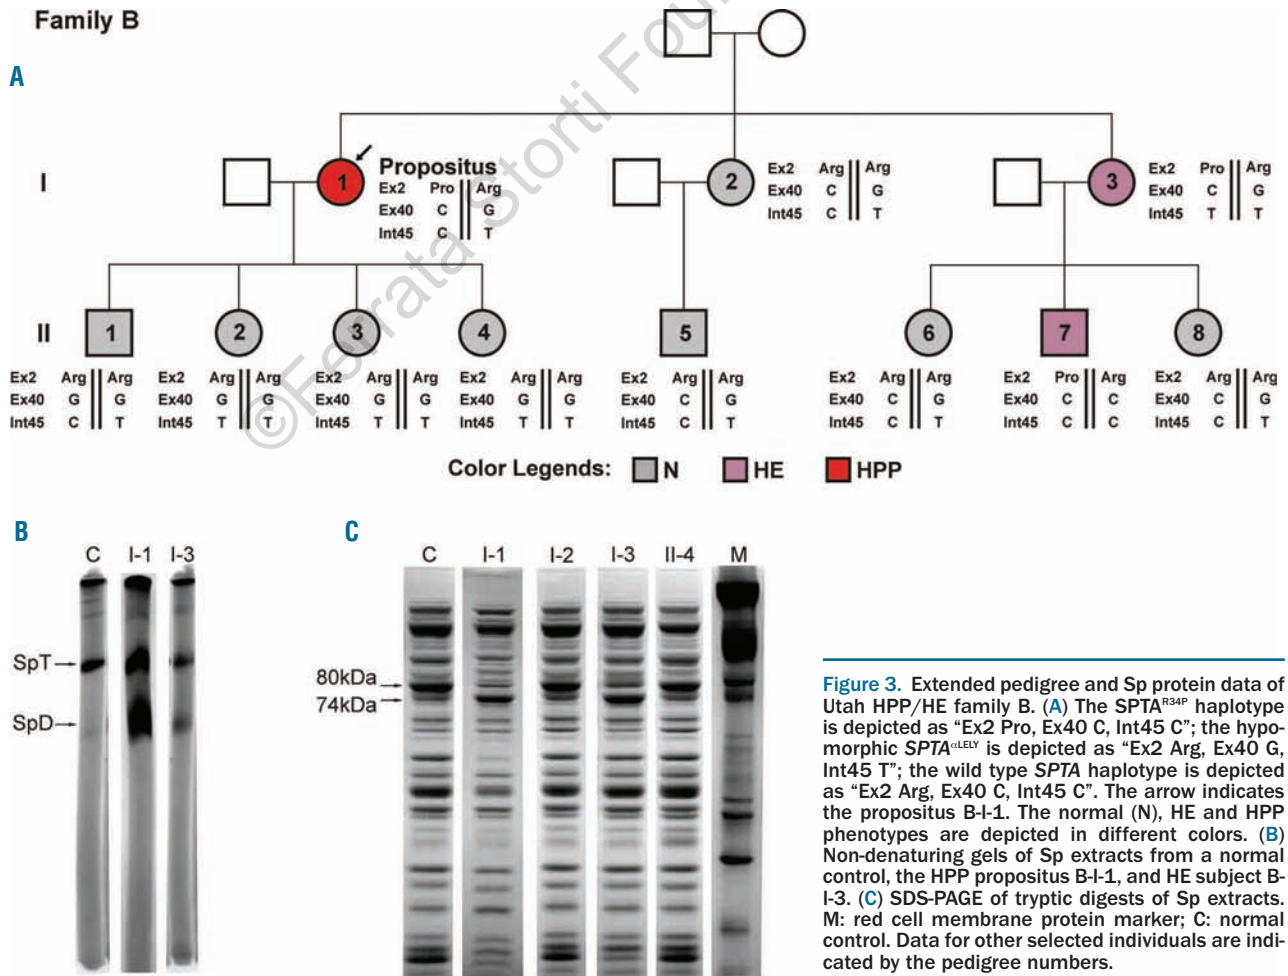 Family B
A
©Ferrata Storti Foun
I
1
Propositus
Ex2 Pro Arg
Ex40 C G
Int45 C T
2
Ex2 Arg Arg
Ex40 C G
Int45 C T
3
Ex2 Pro Arg
Ex40 C G
Int45 T T
II
1
2
3
4
5
6
7
8
Ex2 Arg Arg
Ex40 G G
Int45 C T
Ex2 Arg Arg
Ex40 G G
Int45 T T
Ex2 Arg Arg
Ex40 G G
Int45 T T
Ex2 Arg Arg
Ex40 G G
Int45 T T
Ex2 Arg Arg
Ex40 C G
Int45 C T
Ex2 Arg Arg
Ex40 C G
Int45 C T
Ex2 Pro Arg
Ex40 C C
Int45 C C
Ex2 Arg Arg
Ex40 C G
Int45 C T
Color Legends: N HE HPP
B
C I-1 I-3
SpT
SpD
C
C I-1 I-2 I-3 II-4 M
80kDa
74kDa
Figure 3. Extended pedigree and Sp protein data of
Utah HPP/HE family B. (A) The SPTA^R34P haplotype
is depicted as “Ex2 Pro, Ex40 C, Int45 C”; the hypo-
morphic SPTA^αLELY is depicted as “Ex2 Arg, Ex40 G,
Int45 T”; the wild type SPTA haplotype is depicted
as “Ex2 Arg, Ex40 C, Int45 C”. The arrow indicates
the propositus B-I-1. The normal (N), HE and HPP
phenotypes are depicted in different colors. (B)
Non-denaturing gels of Sp extracts from a normal
control, the HPP propositus B-I-1, and HE subject B-
I-3. (C) SDS-PAGE of tryptic digests of Sp extracts.
M: red cell membrane protein marker; C: normal
control. Data for other selected individuals are indi-
cated by the pedigree numbers.